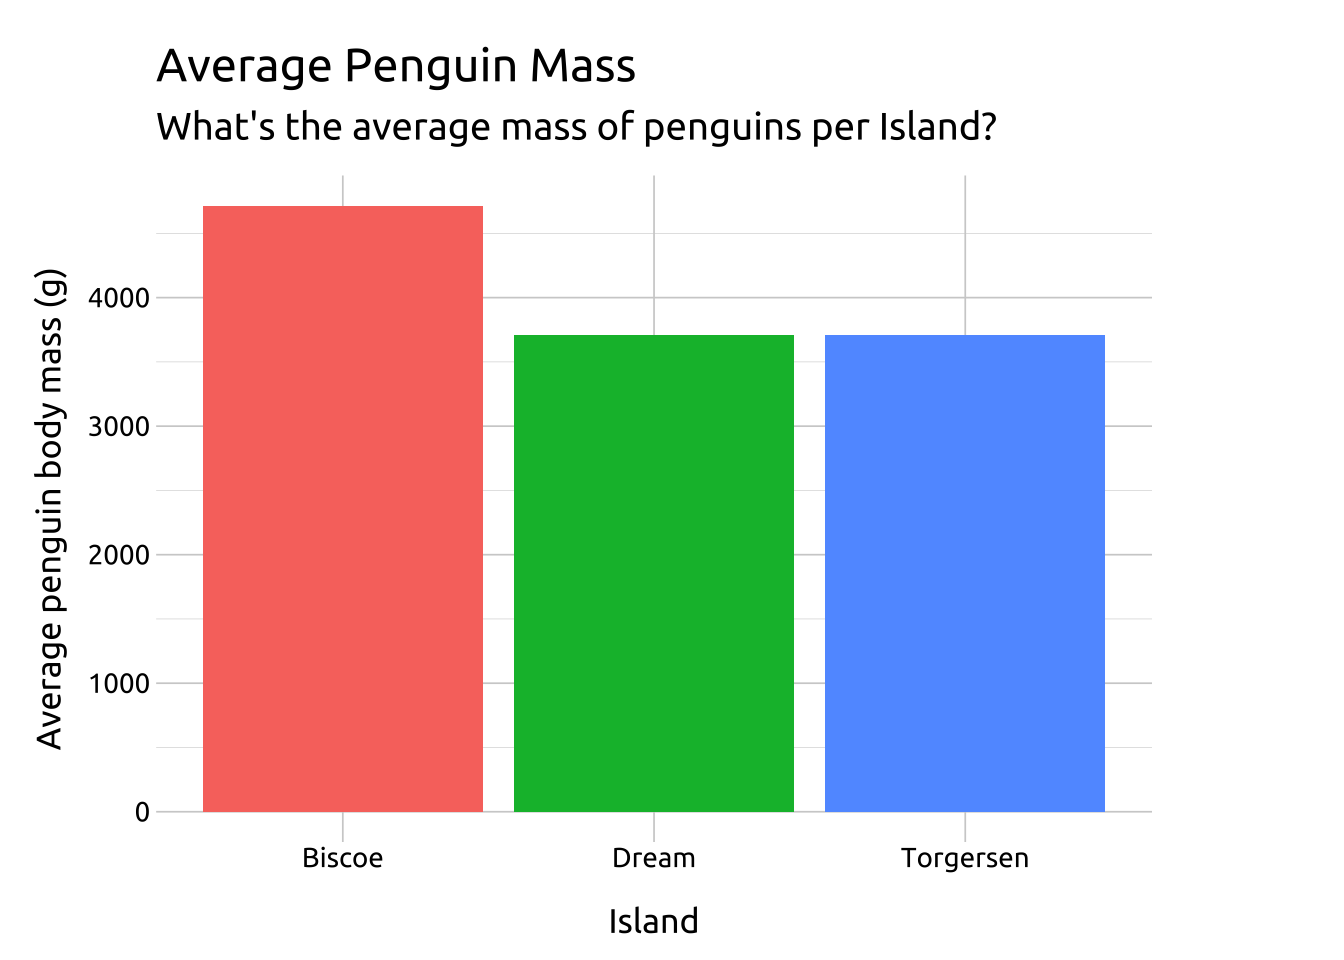 Average Penguin Mass
What's the average mass of penguins per Island?
Average penguin body mass (g)
4000
3000
2000
1000
0
Biscoe
Dream
Torgersen
Island